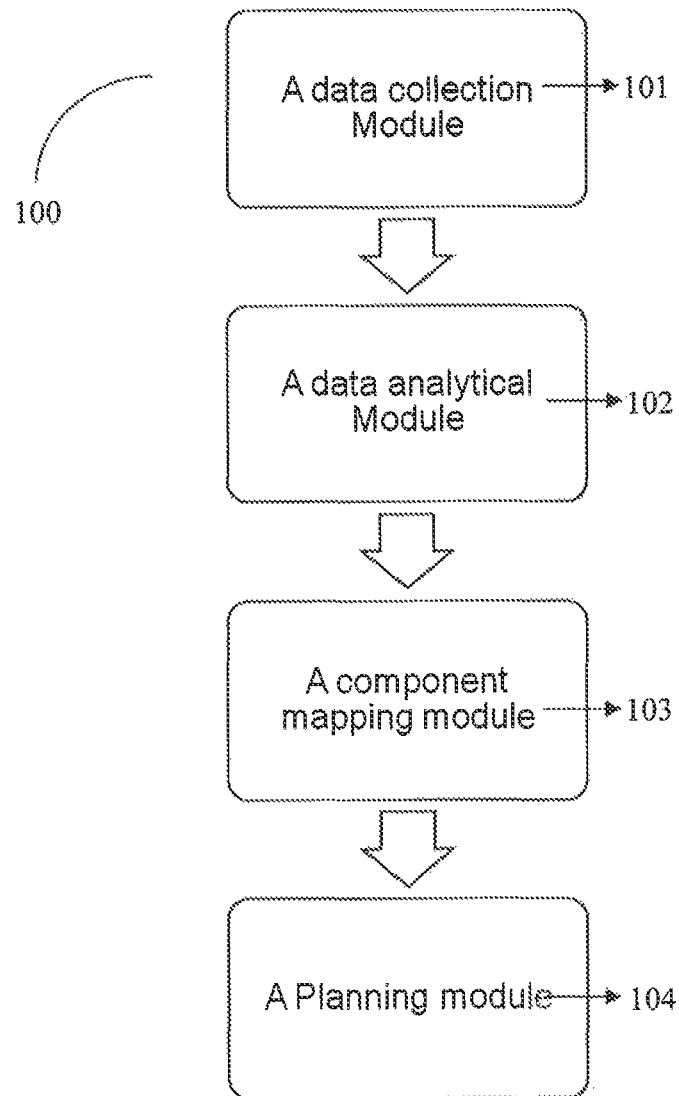 A data collection 101
Module
100
A data analytical
Module 102
A component
mapping module 103
A Planning module 104